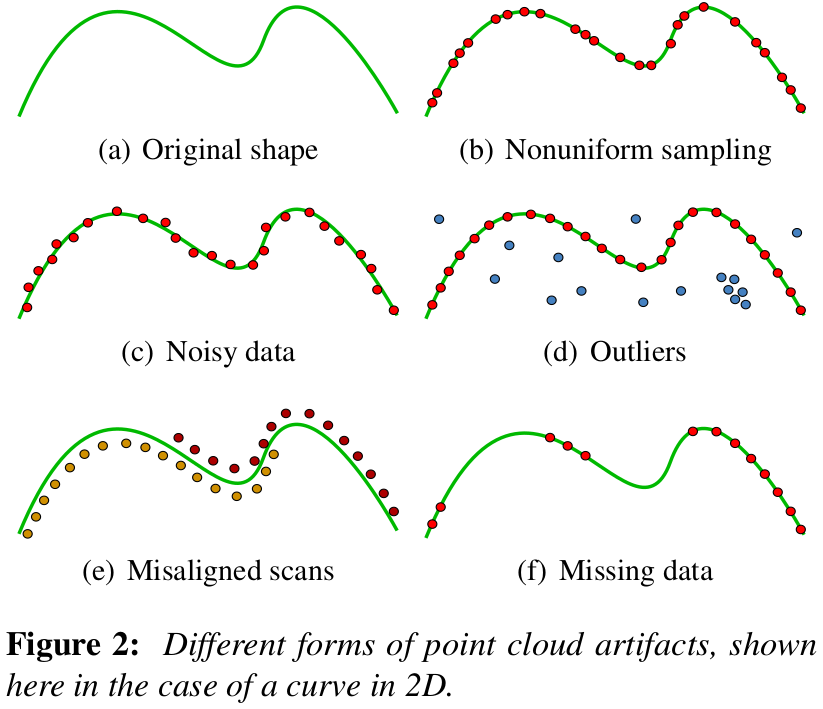 (a) Original shape
(b) Nonuniform sampling
(c) Noisy data
(d) Outliers
(e) Misaligned scans
(f) Missing data
Figure 2: Different forms of point cloud artifacts, shown
here in the case of a curve in 2D.